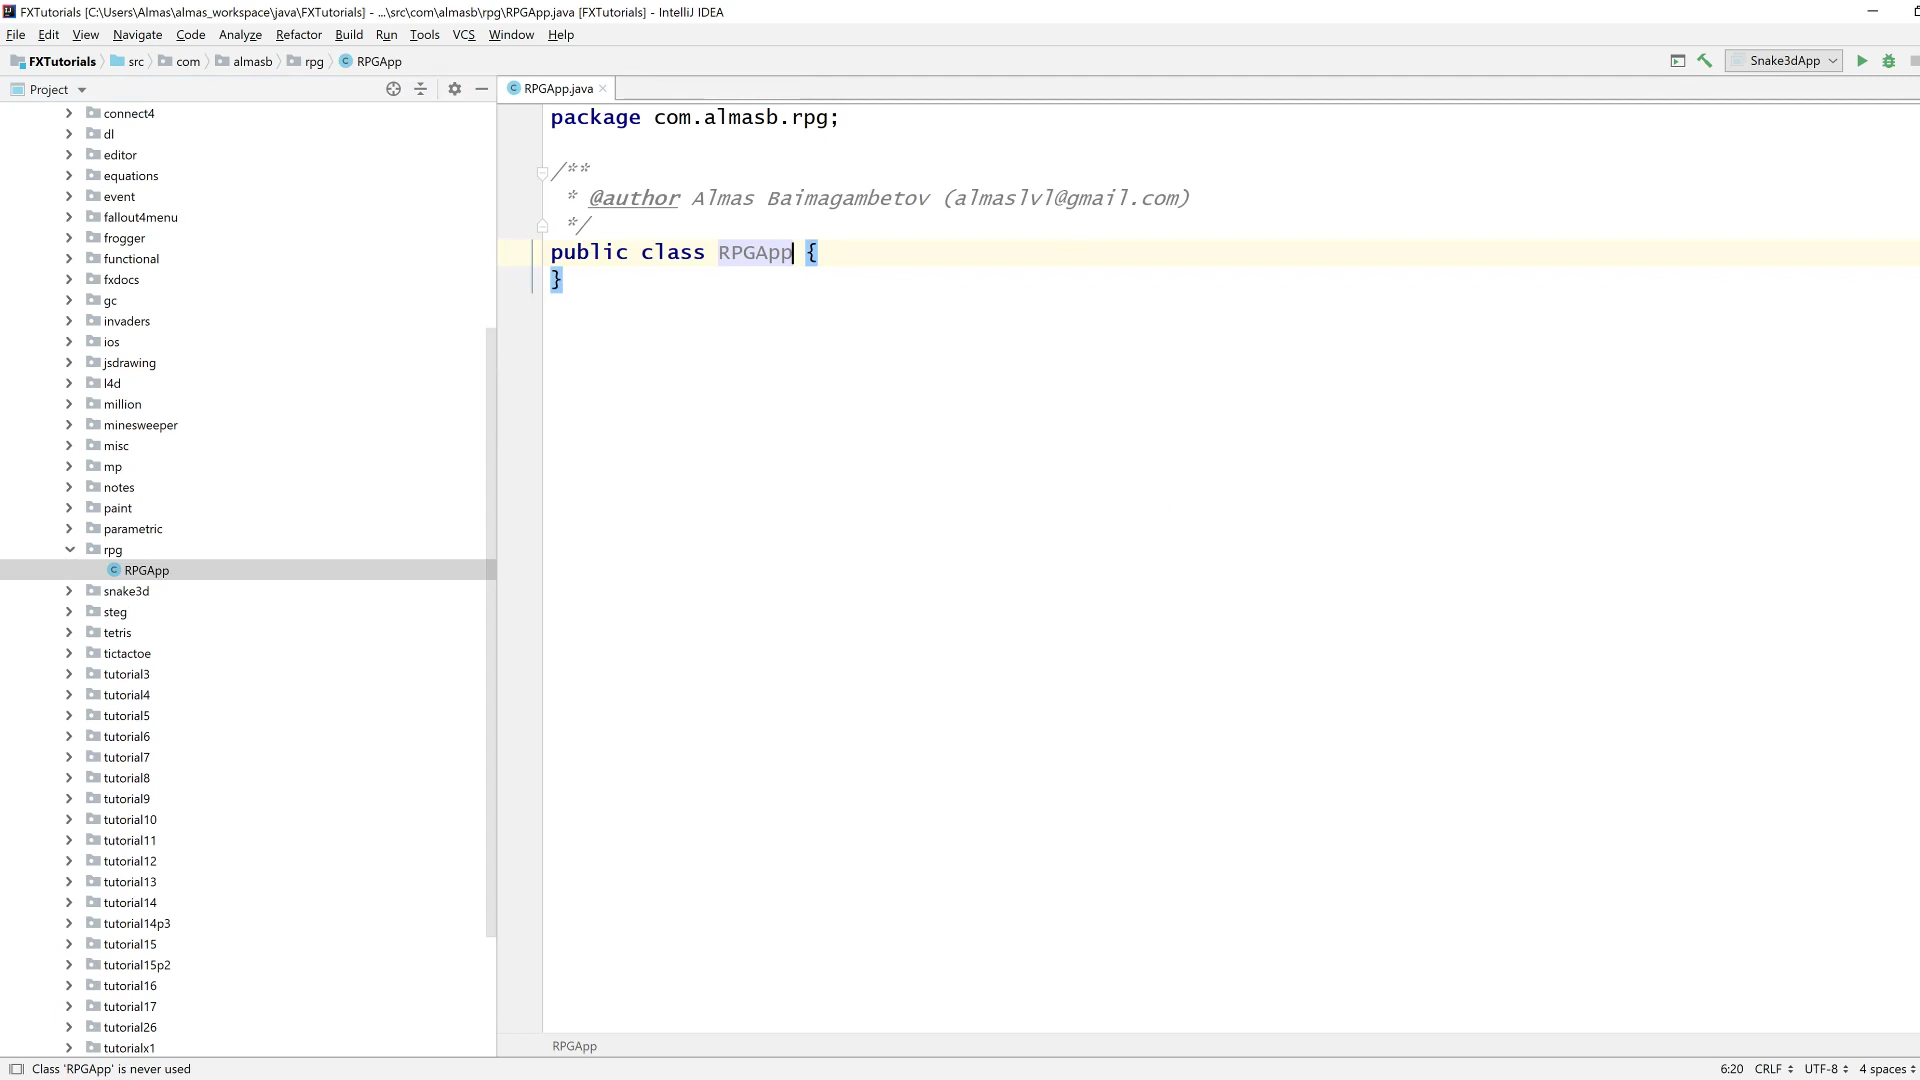 FXTutorials [C:\Users\Almas\almas_workspace\java\FXTutorials] - ...\src\com\almasb\rpg\RPGApp.java [FXTutorials] - IntelliJ IDEA
File Edit View Navigate Code Analyze Refactor Build Run Tools VCS Window Help
FXTutorials src com almasb rpg RPGApp Snake3dApp
Project
RPGApp.java
connect4
dl
editor
equations
event
fallout4menu
frogger
functional
fxdocs
gc
invaders
ios
jsdrawing
l4d
million
minesweeper
misc
mp
notes
paint
parametric
rpg
RPGApp
snake3d
steg
tetris
tictactoe
tutorial3
tutorial4
tutorial5
tutorial6
tutorial7
tutorial8
tutorial9
tutorial10
tutorial11
tutorial12
tutorial13
tutorial14
tutorial14p3
tutorial15
tutorial15p2
tutorial16
tutorial17
tutorial26
tutorialx1
package com.almasb.rpg;
/**
* @author Almas Baimagambetov (almaslvl@gmail.com)
*/
public class RPGApp {
}
RPGApp
Class 'RPGApp' is never used
6:20 CRLF UTF-8 4 spaces